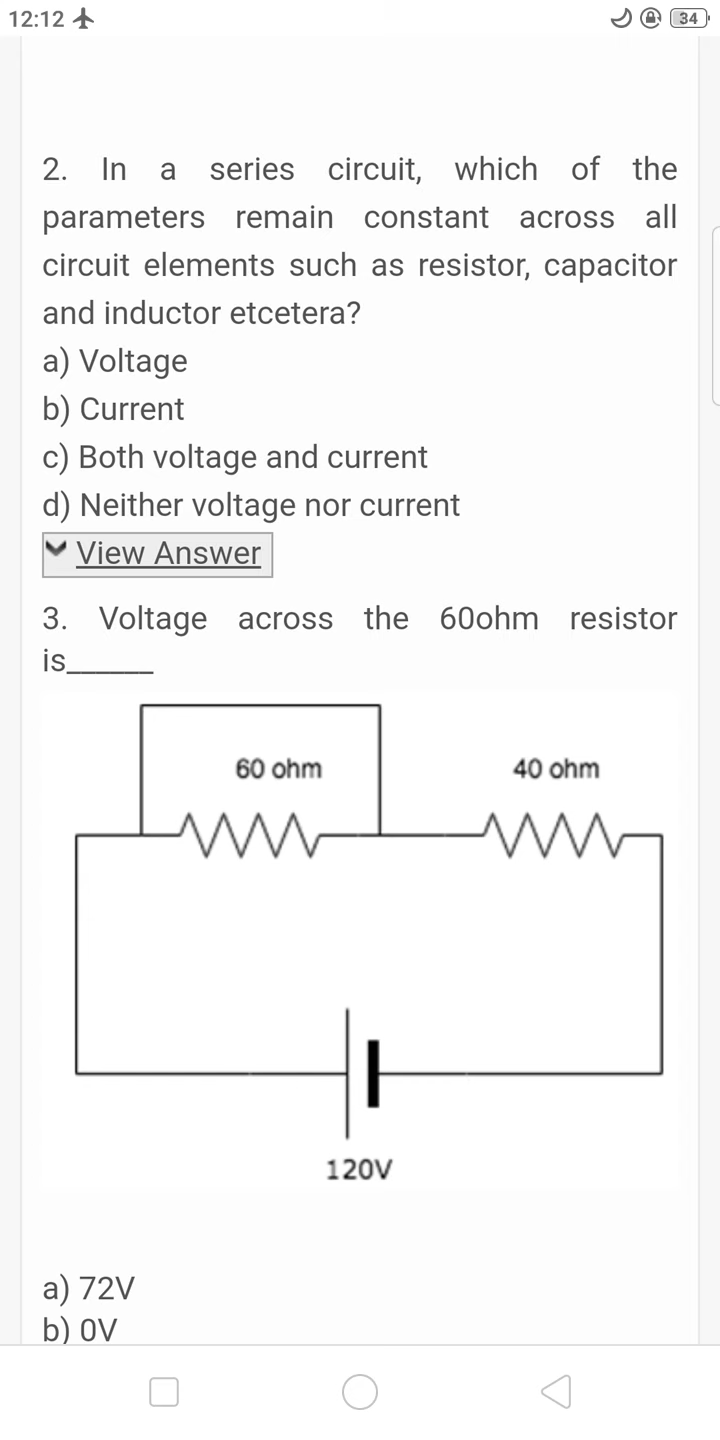 12:12
34
2. In a series circuit, which of the
parameters remain constant across all
circuit elements such as resistor, capacitor
and inductor etcetera?
a) Voltage
b) Current
c) Both voltage and current
d) Neither voltage nor current
View Answer
3. Voltage across the 60ohm resistor
is______
60 ohm
40 ohm
120V
a) 72V
b) 0V